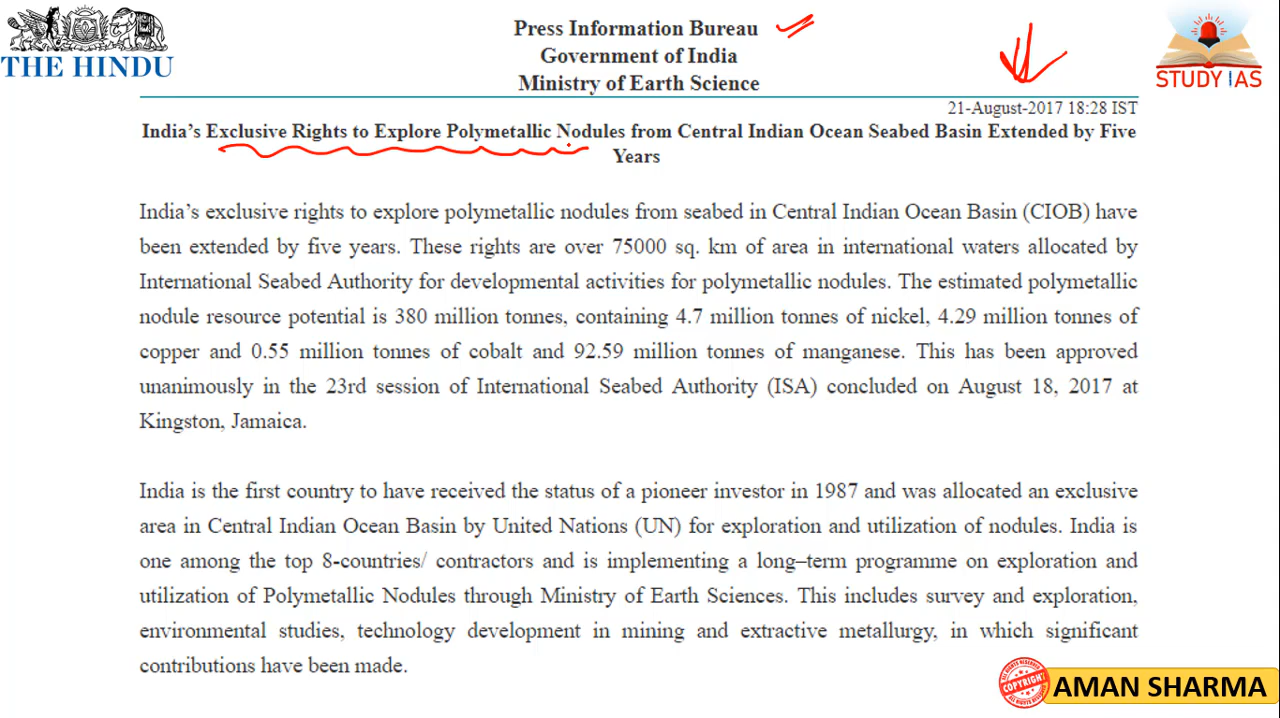 THE HINDU
Press Information Bureau
Government of India
Ministry of Earth Science
STUDY IAS
21-August-2017 18:28 IST
India's Exclusive Rights to Explore Polymetallic Nodules from Central Indian Ocean Seabed Basin Extended by Five
Years
India's exclusive rights to explore polymetallic nodules from seabed in Central Indian Ocean Basin (CIOB) have
been extended by five years. These rights are over 75000 sq. km of area in international waters allocated by
International Seabed Authority for developmental activities for polymetallic nodules. The estimated polymetallic
nodule resource potential is 380 million tonnes, containing 4.7 million tonnes of nickel, 4.29 million tonnes of
copper and 0.55 million tonnes of cobalt and 92.59 million tonnes of manganese. This has been approved
unanimously in the 23rd session of International Seabed Authority (ISA) concluded on August 18, 2017 at
Kingston, Jamaica.
India is the first country to have received the status of a pioneer investor in 1987 and was allocated an exclusive
area in Central Indian Ocean Basin by United Nations (UN) for exploration and utilization of nodules. India is
one among the top 8-countries/ contractors and is implementing a long–term programme on exploration and
utilization of Polymetallic Nodules through Ministry of Earth Sciences. This includes survey and exploration,
environmental studies, technology development in mining and extractive metallurgy, in which significant
contributions have been made.
ALL RIGHTS RESERVED
COPYRIGHT
ALL RIGHTS RESERVED
AMAN SHARMA